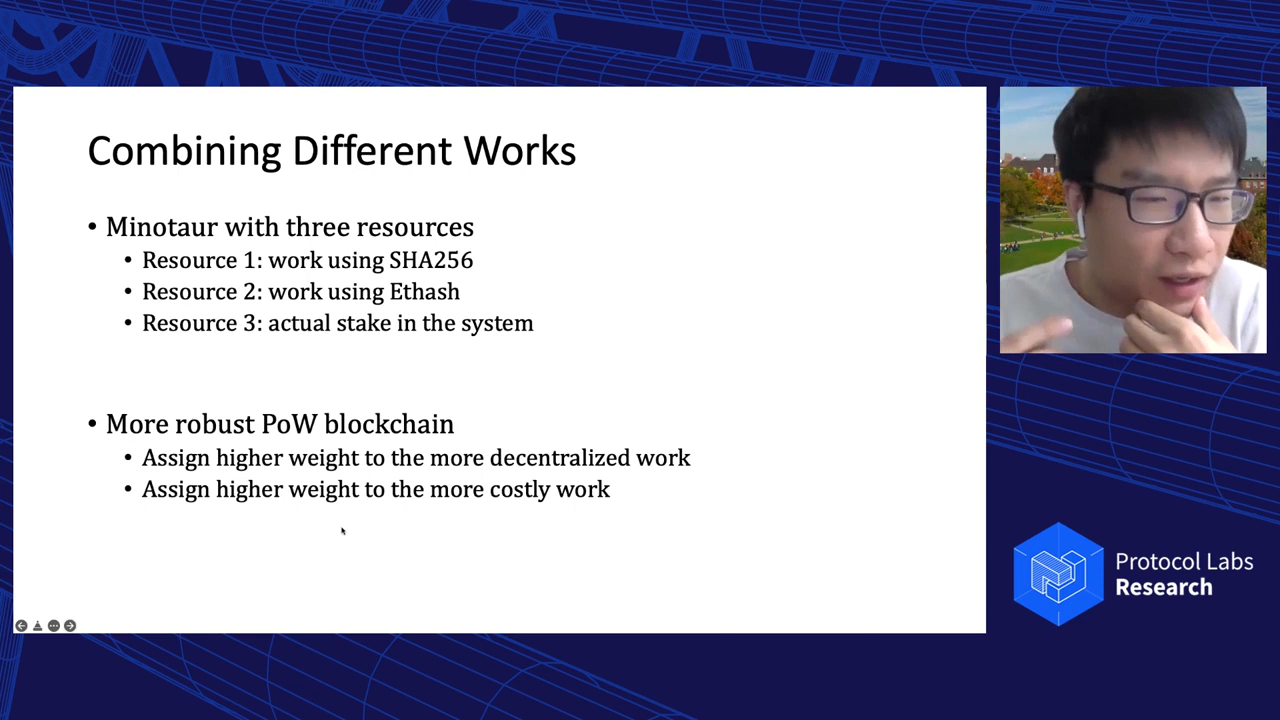 Combining Different Works
• Minotaur with three resources
• Resource 1: work using SHA256
• Resource 2: work using Ethash
• Resource 3: actual stake in the system
• More robust PoW blockchain
• Assign higher weight to the more decentralized work
• Assign higher weight to the more costly work
Protocol Labs
Research